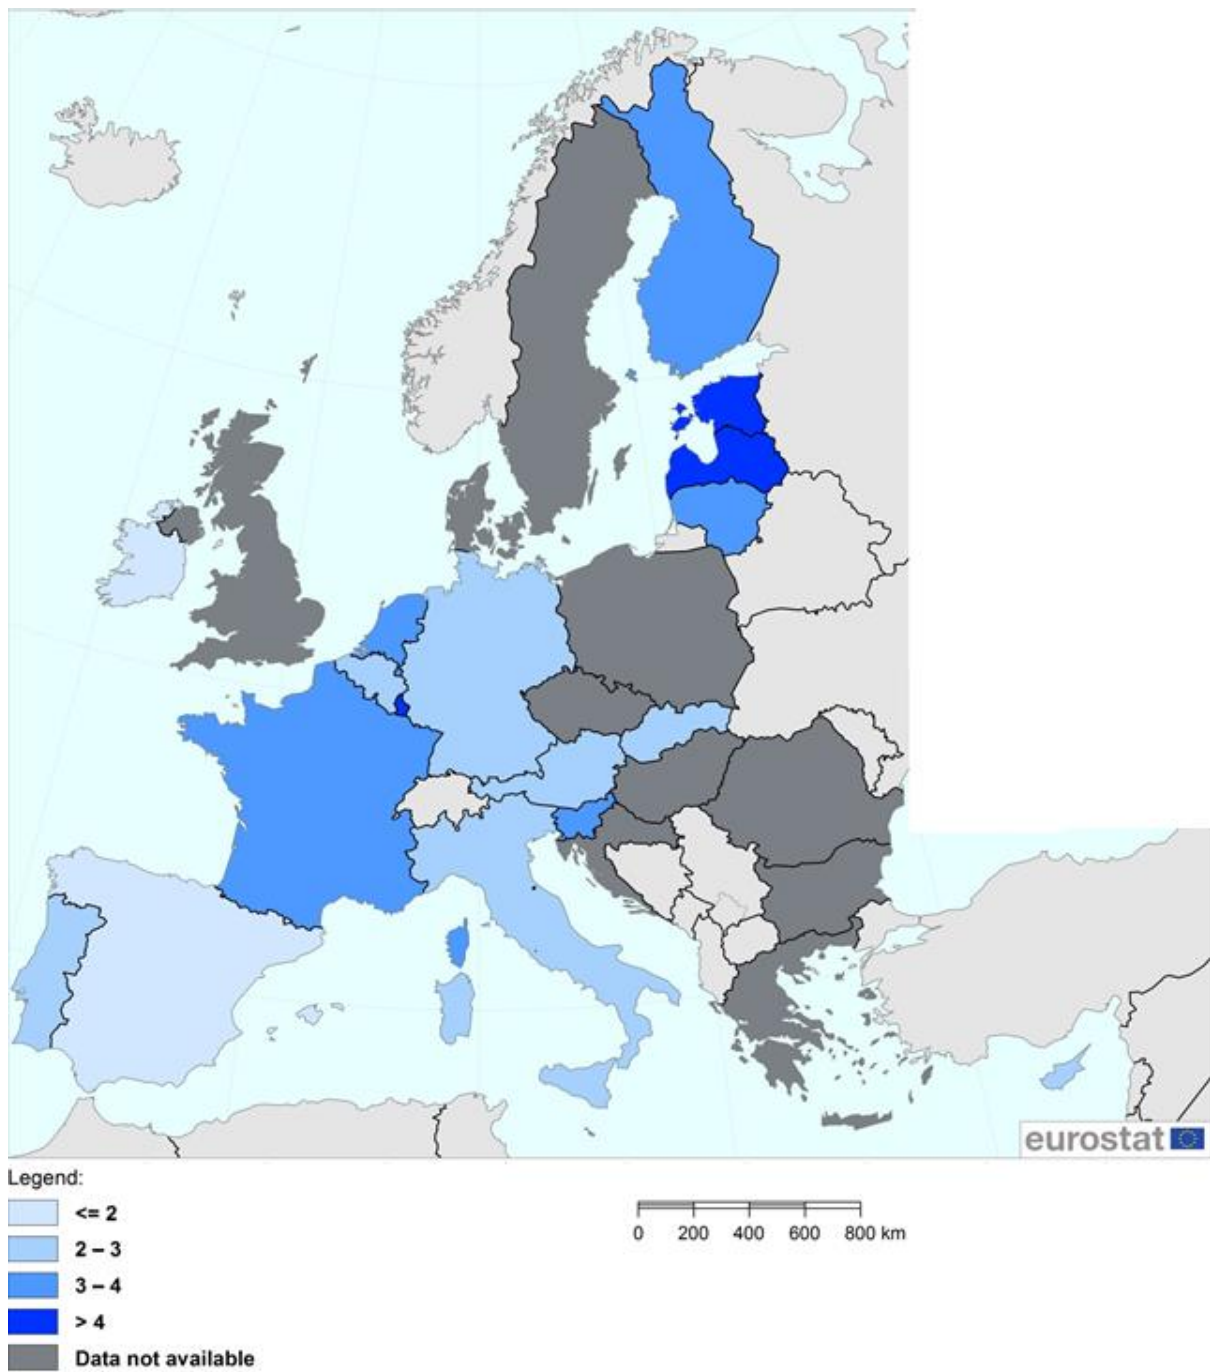 eurostat
Legend:
<= 2
2 – 3
3 – 4
> 4
Data not available
0 200 400 600 800 km